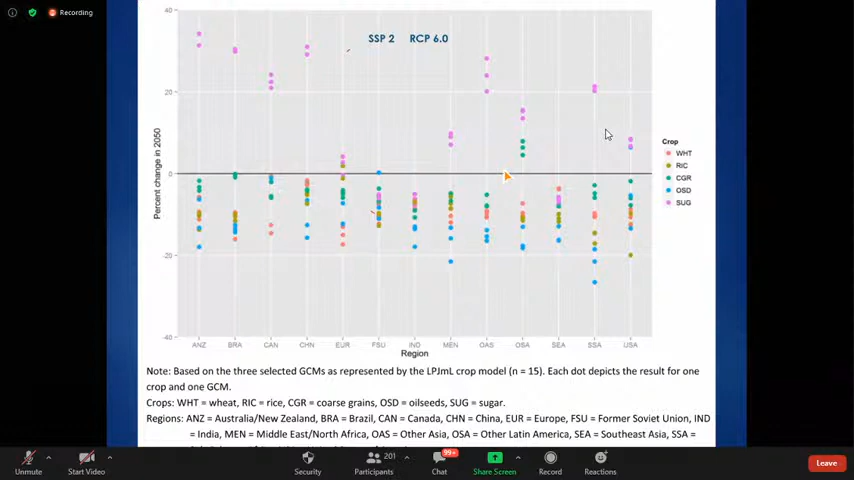 Recording
40
SSP 2 RCP 6.0
20
0
-20
-40
Percent change in 2050
Crop
WHT
RIC
CGR
OSD
SUG
ANZ BRA CAN CHN EUR FSU IND MEN OAS OSA SEA SSA USA
Region
Note: Based on the three selected GCMs as represented by the LPJmL crop model (n = 15). Each dot depicts the result for one
crop and one GCM.
Crops: WHT = wheat, RIC = rice, CGR = coarse grains, OSD = oilseeds, SUG = sugar.
Regions: ANZ = Australia/New Zealand, BRA = Brazil, CAN = Canada, CHN = China, EUR = Europe, FSU = Former Soviet Union, IND
= India, MEN = Middle East/North Africa, OAS = Other Asia, OSA = Other Latin America, SEA = Southeast Asia, SSA =
201
99+
Unmute Start Video Security Participants Chat Share Screen Record Reactions Leave